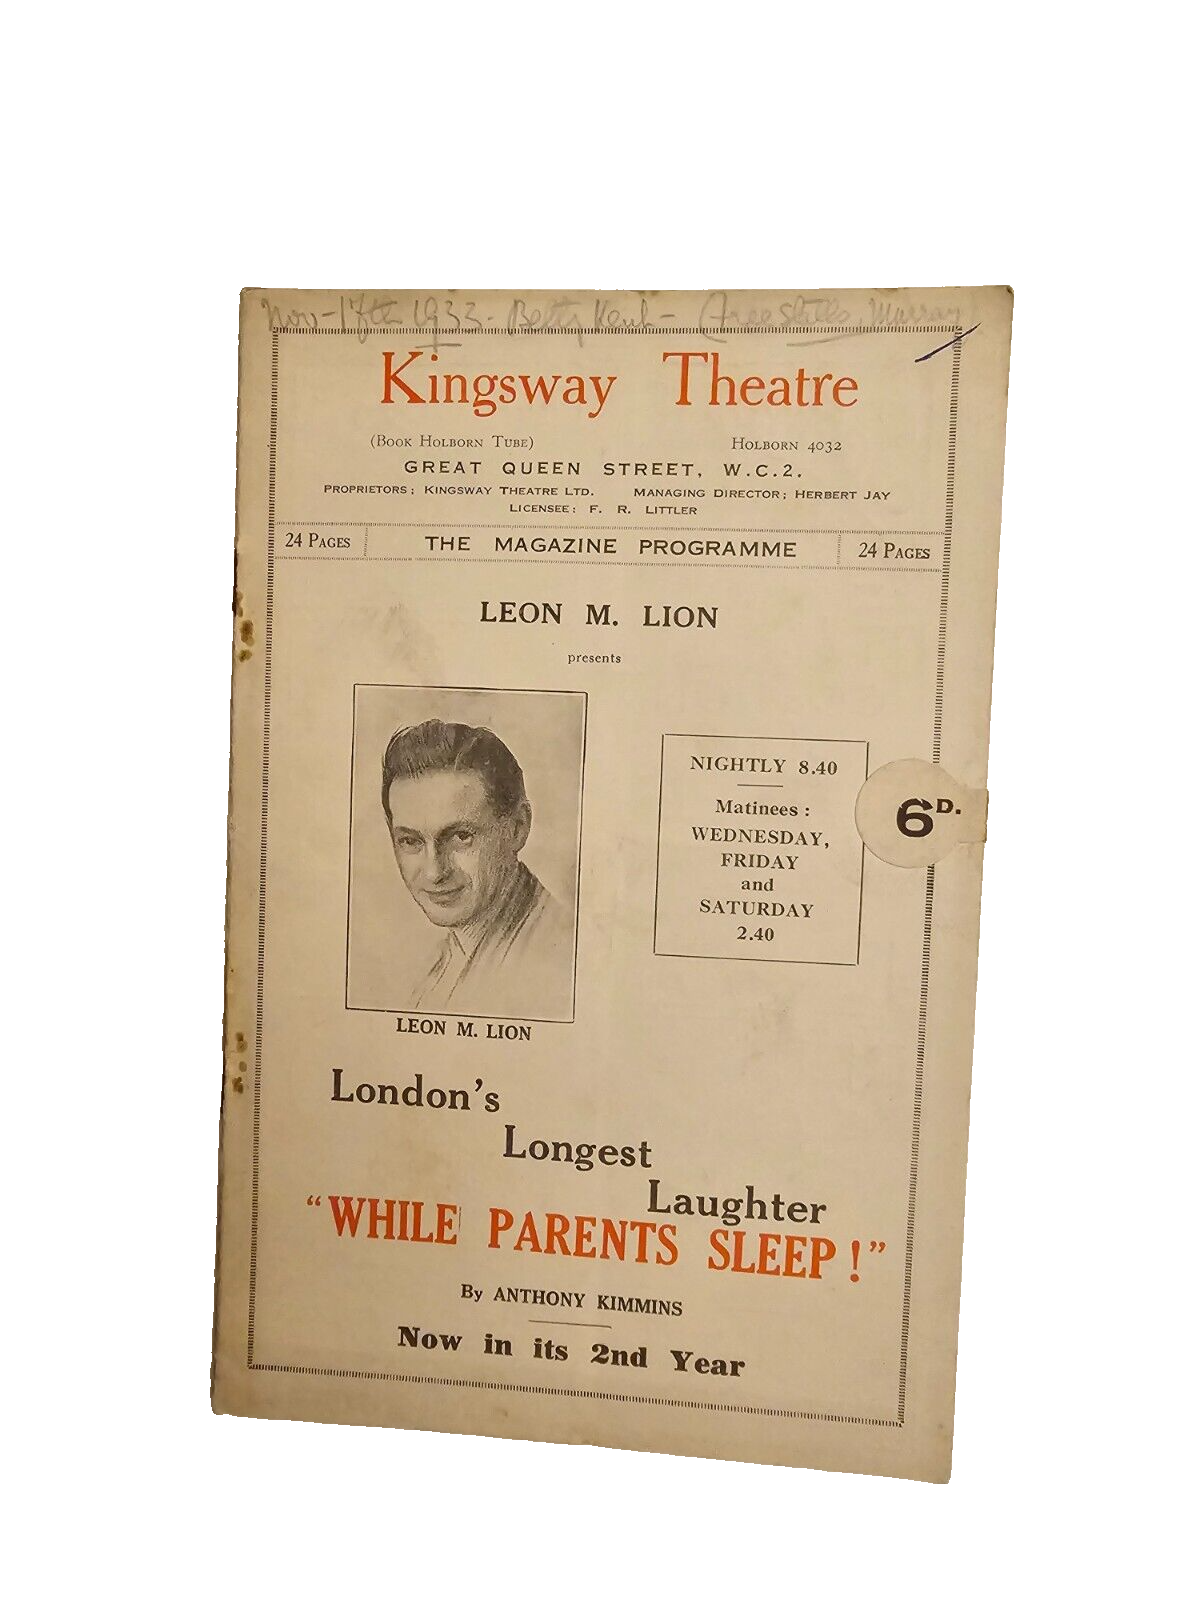 Nov - 17th 1933 - Betty Kent - (Free Stalls, Murray)
Kingsway Theatre
(Book Holborn Tube) Holborn 4032
GREAT QUEEN STREET, W.C.2.
PROPRIETORS; KINGSWAY THEATRE LTD. MANAGING DIRECTOR; HERBERT JAY
LICENSEE: F. R. LITTLER
24 PAGES THE MAGAZINE PROGRAMME 24 PAGES
LEON M. LION
presents
NIGHTLY 8.40
Matinees:
WEDNESDAY,
FRIDAY
and
SATURDAY
2.40
6D.
LEON M. LION
London's
Longest
Laughter
"WHILE PARENTS SLEEP!"
By ANTHONY KIMMINS
Now in its 2nd Year